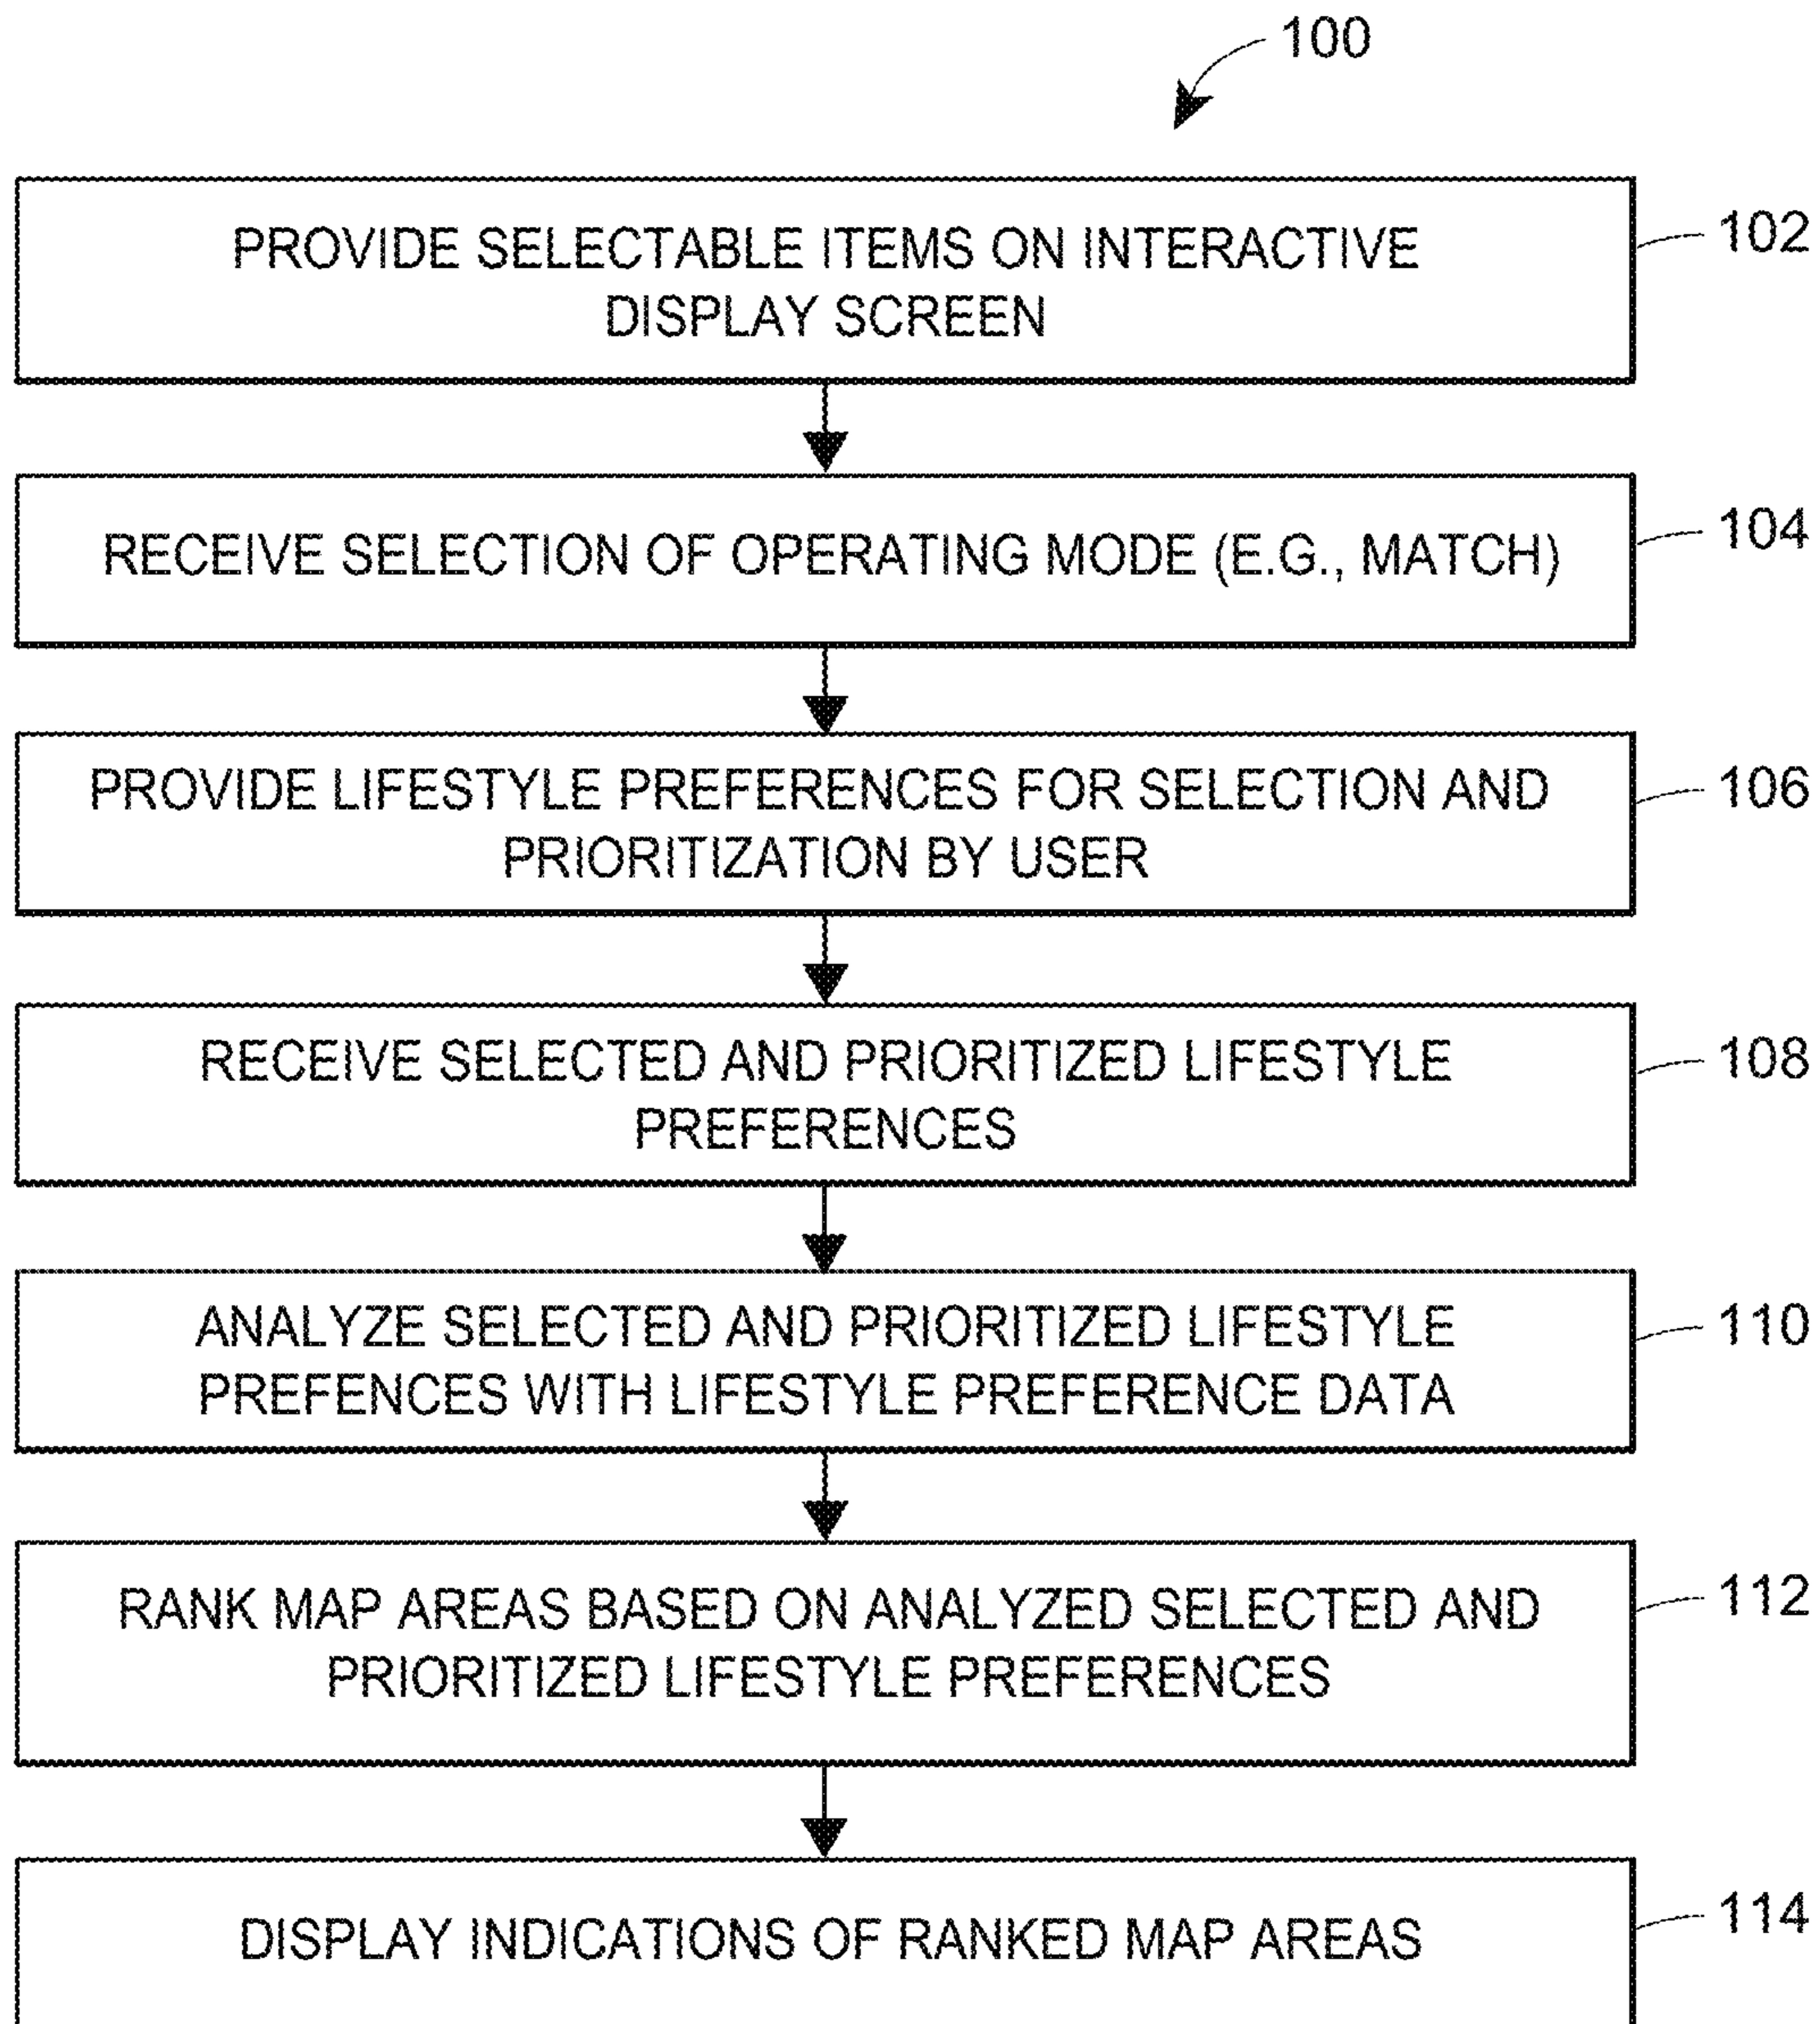 100
PROVIDE SELECTABLE ITEMS ON INTERACTIVE
DISPLAY SCREEN
102
RECEIVE SELECTION OF OPERATING MODE (E.G., MATCH)
104
PROVIDE LIFESTYLE PREFERENCES FOR SELECTION AND
PRIORITIZATION BY USER
106
RECEIVE SELECTED AND PRIORITIZED LIFESTYLE
PREFERENCES
108
ANALYZE SELECTED AND PRIORITIZED LIFESTYLE
PREFENCES WITH LIFESTYLE PREFERENCE DATA
110
RANK MAP AREAS BASED ON ANALYZED SELECTED AND
PRIORITIZED LIFESTYLE PREFERENCES
112
DISPLAY INDICATIONS OF RANKED MAP AREAS
114